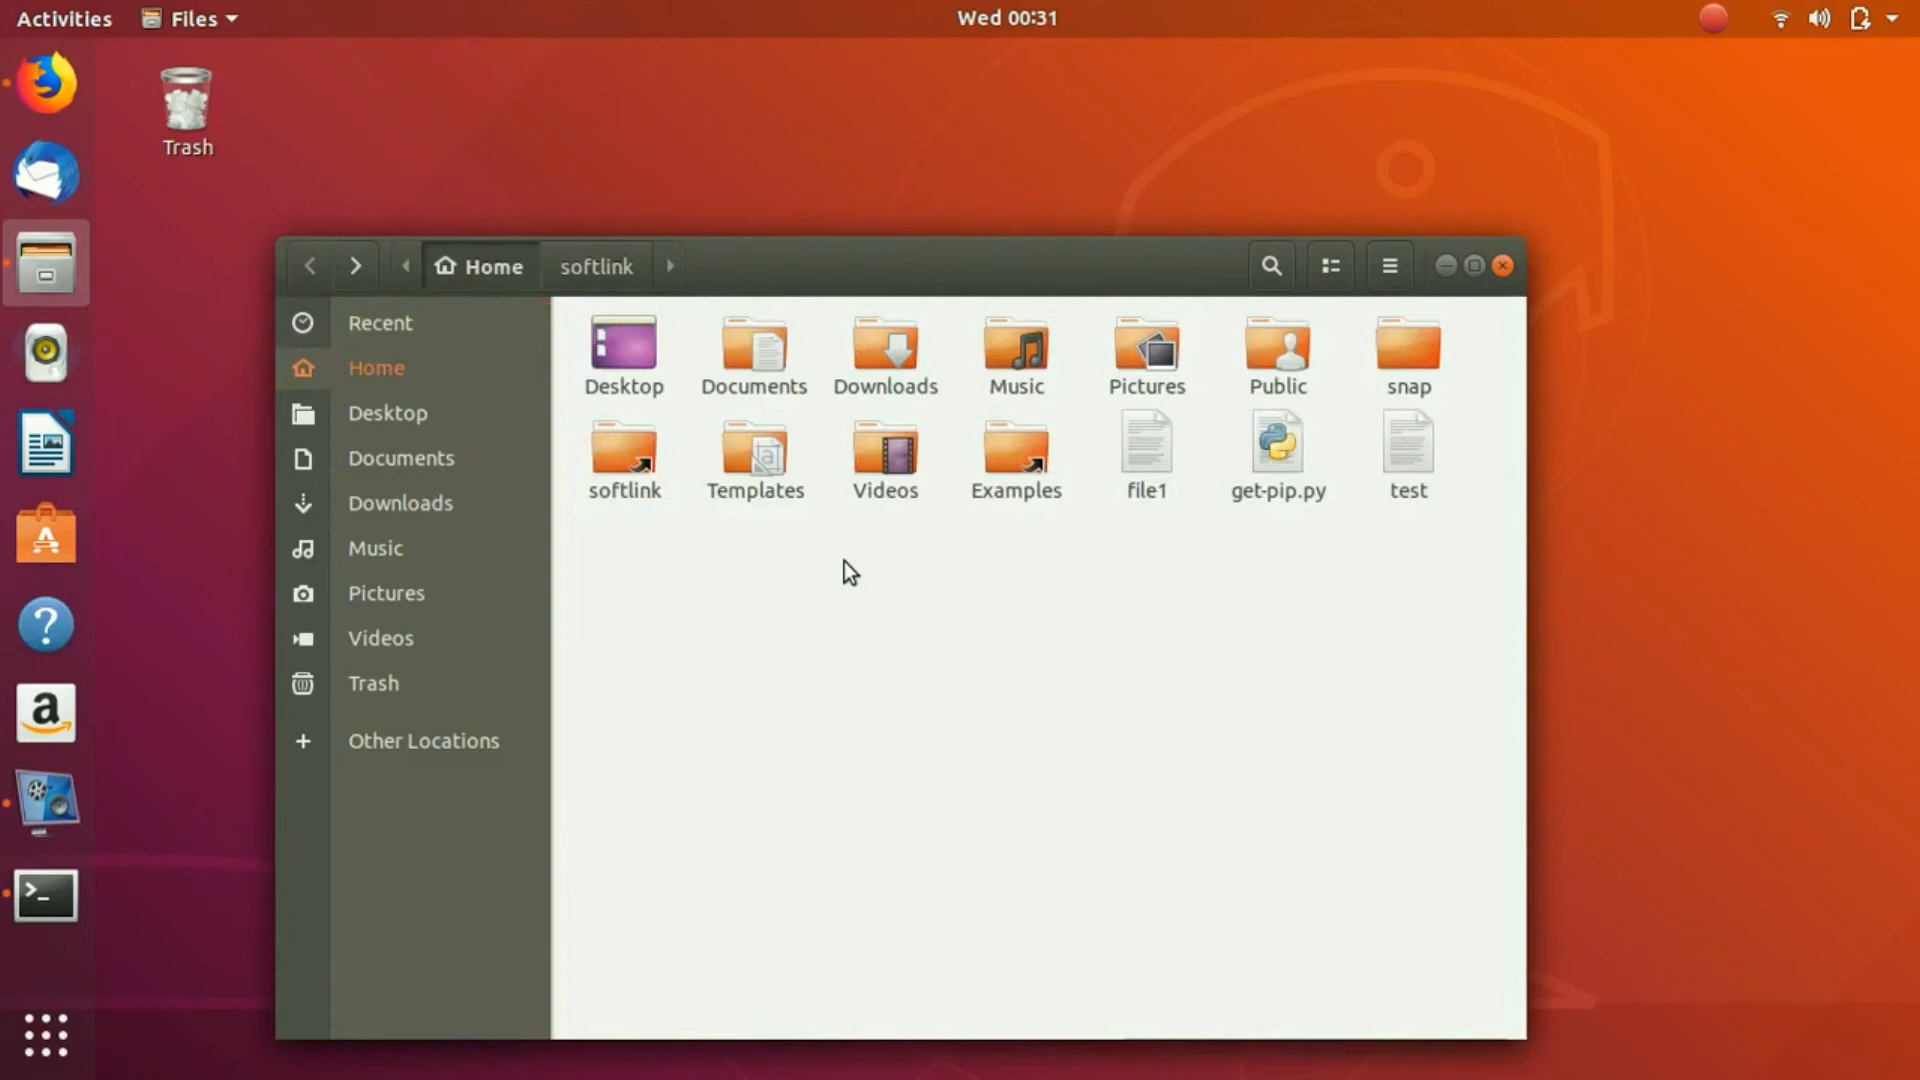 Activities
Files
Wed 00:31
Trash
Home
softlink
Recent
Home
Desktop
Documents
Downloads
Music
Pictures
Videos
Trash
Other Locations
Desktop
Documents
Downloads
Music
Pictures
Public
snap
softlink
Templates
Videos
Examples
file1
get-pip.py
test